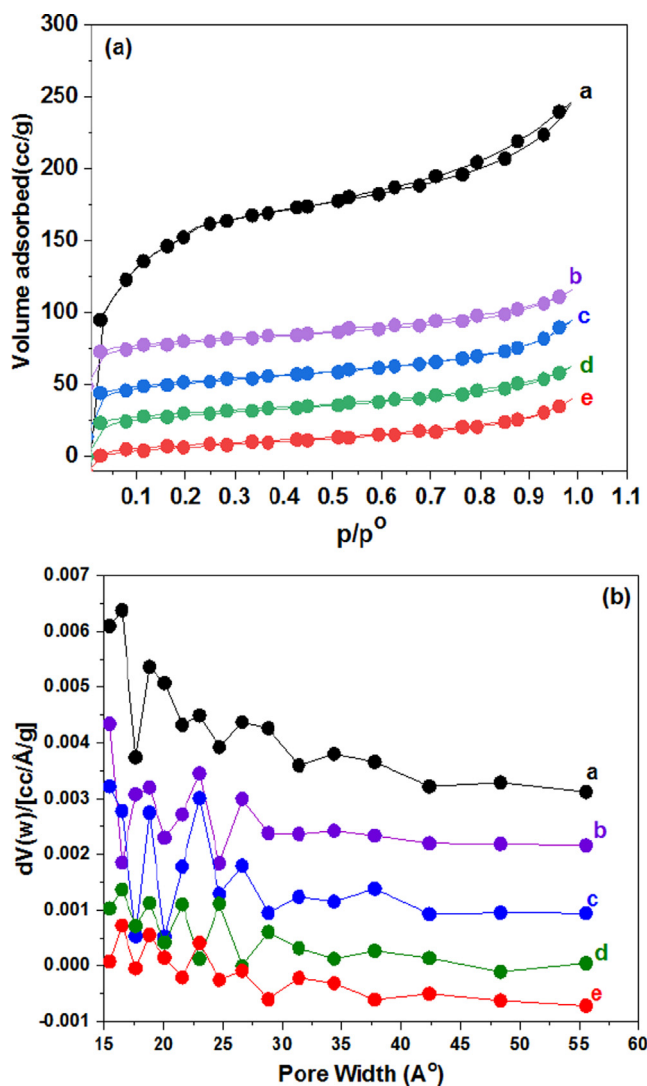 300
(a)
a
250
200
150
b
100
c
50
d
e
0
0.1 0.2 0.3 0.4 0.5 0.6 0.7 0.8 0.9 1.0 1.1
p/p°
Volume adsorbed(cc/g)
0.007
(b)
0.006
0.005
0.004
a
0.003
b
0.002
c
0.001
d
0.000
e
-0.001
15 20 25 30 35 40 45 50 55 60
Pore Width (A°)
dV(w)/[cc/Å/g]